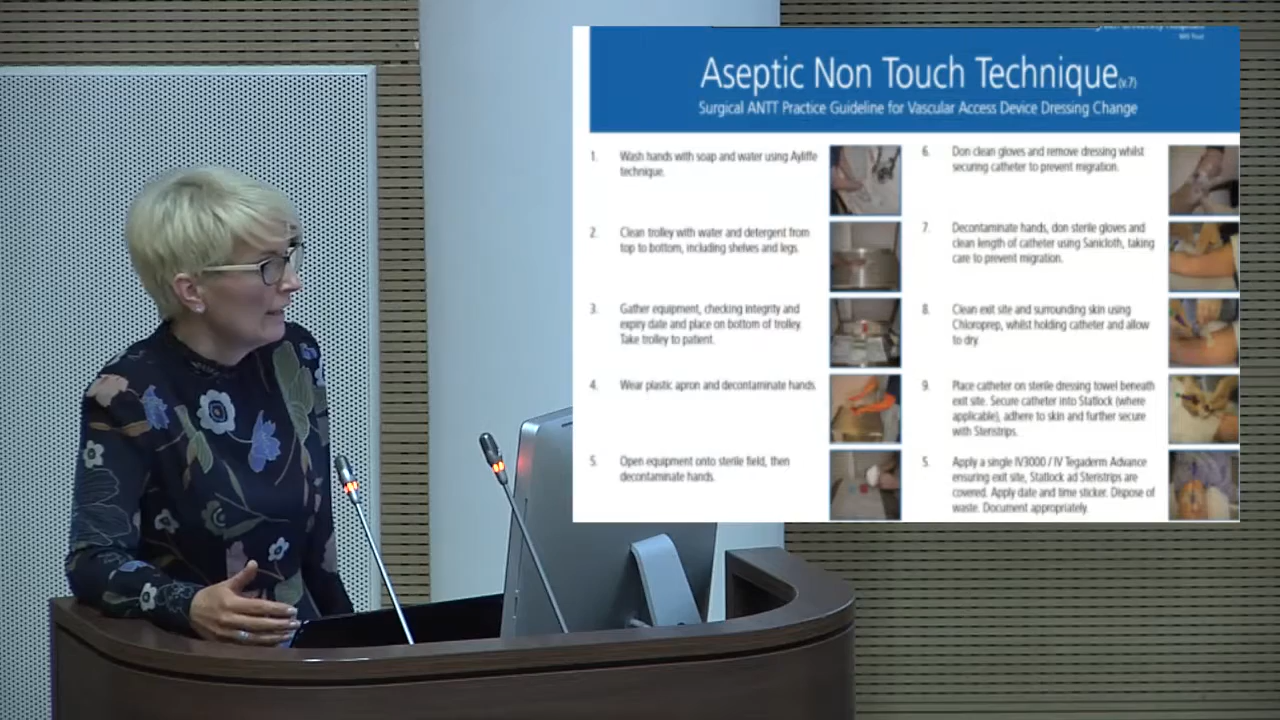 NHS Trust
Aseptic Non Touch Technique (v.7)
Surgical ANTT Practice Guideline for Vascular Access Device Dressing Change
1. Wash hands with soap and water using Ayliffe
technique.
2. Clean trolley with water and detergent from
top to bottom, including shelves and legs.
3. Gather equipment, checking integrity and
expiry date and place on bottom of trolley.
Take trolley to patient.
4. Wear plastic apron and decontaminate hands.
5. Open equipment onto sterile field, then
decontaminate hands.
6. Don clean gloves and remove dressing whilst
securing catheter to prevent migration.
7. Decontaminate hands, don sterile gloves and
clean length of catheter using Sanicloth, taking
care to prevent migration.
8. Clean exit site and surrounding skin using
Chloroprep, whilst holding catheter and allow
to dry.
9. Place catheter on sterile dressing towel beneath
exit site. Secure catheter into Statlock (where
applicable), adhere to skin and further secure
with Steristrips.
5. Apply a single IV3000 / IV Tegaderm Advance
ensuring exit site, Statlock ad Steristrips are
covered. Apply date and time sticker. Dispose of
waste. Document appropriately.